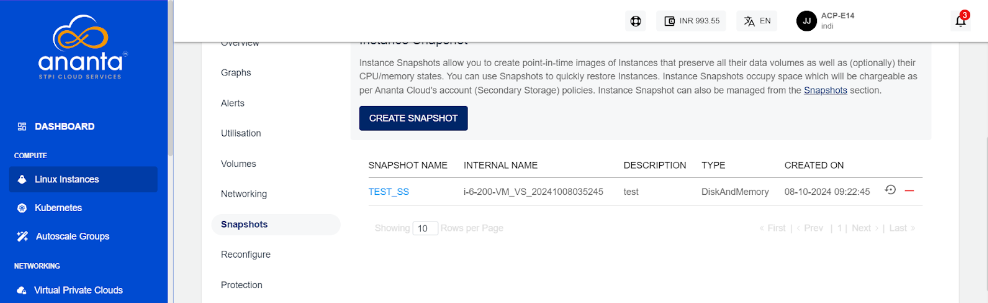 INR 993.55
EN
JJ
ACP-E14
indi
3
ananta
STPI CLOUD SERVICES
DASHBOARD
COMPUTE
Linux Instances
Kubernetes
Autoscale Groups
NETWORKING
Virtual Private Clouds
Overview
Graphs
Alerts
Utilisation
Volumes
Networking
Snapshots
Reconfigure
Protection
Instance Snapshot
Instance Snapshots allow you to create point-in-time images of Instances that preserve all their data volumes as well as (optionally) their
CPU/memory states. You can use Snapshots to quickly restore Instances. Instance Snapshots occupy space which will be chargeable as
per Ananta Cloud's account (Secondary Storage) policies. Instance Snapshot can also be managed from the Snapshots section.
CREATE SNAPSHOT
SNAPSHOT NAME INTERNAL NAME DESCRIPTION TYPE CREATED ON
TEST_SS i-6-200-VM_VS_20241008035245 test DiskAndMemory 08-10-2024 09:22:45
Showing 10 Rows per Page ‹ First | ‹ Prev | 1 | Next › | Last ›